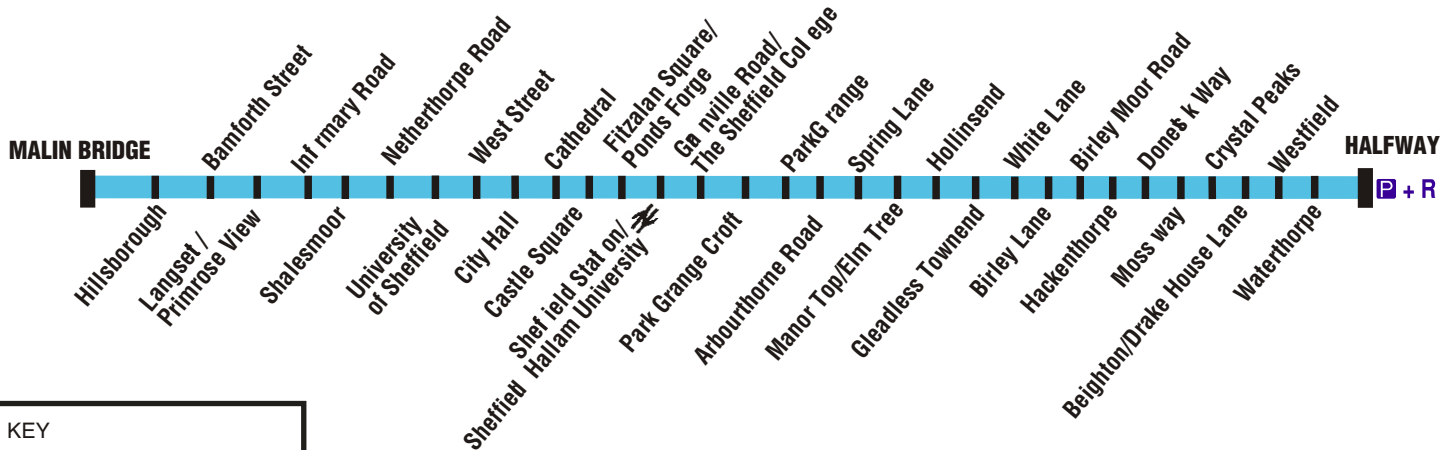 MALIN BRIDGE
Hillsborough
Bamforth Street
Langset /
Primrose View
Inf rmary Road
Shalesmoor
Netherthorpe Road
University
of Sheffield
West Street
City Hall
Cathedral
Castle Square
Fitzalan Square/
Ponds Forge
Shef ield Stat on/
Sheffield Hallam University
Ga nville Road/
The Sheffield Col ege
Park Grange Croft
ParkG range
Arbourthorne Road
Spring Lane
Manor Top/Elm Tree
Hollinsend
Gleadless Townend
White Lane
Birley Lane
Birley Moor Road
Hackenthorpe
Donets k Way
Moss way
Crystal Peaks
Beighton/Drake House Lane
Westfield
Waterthorpe
HALFWAY
P + R
KEY